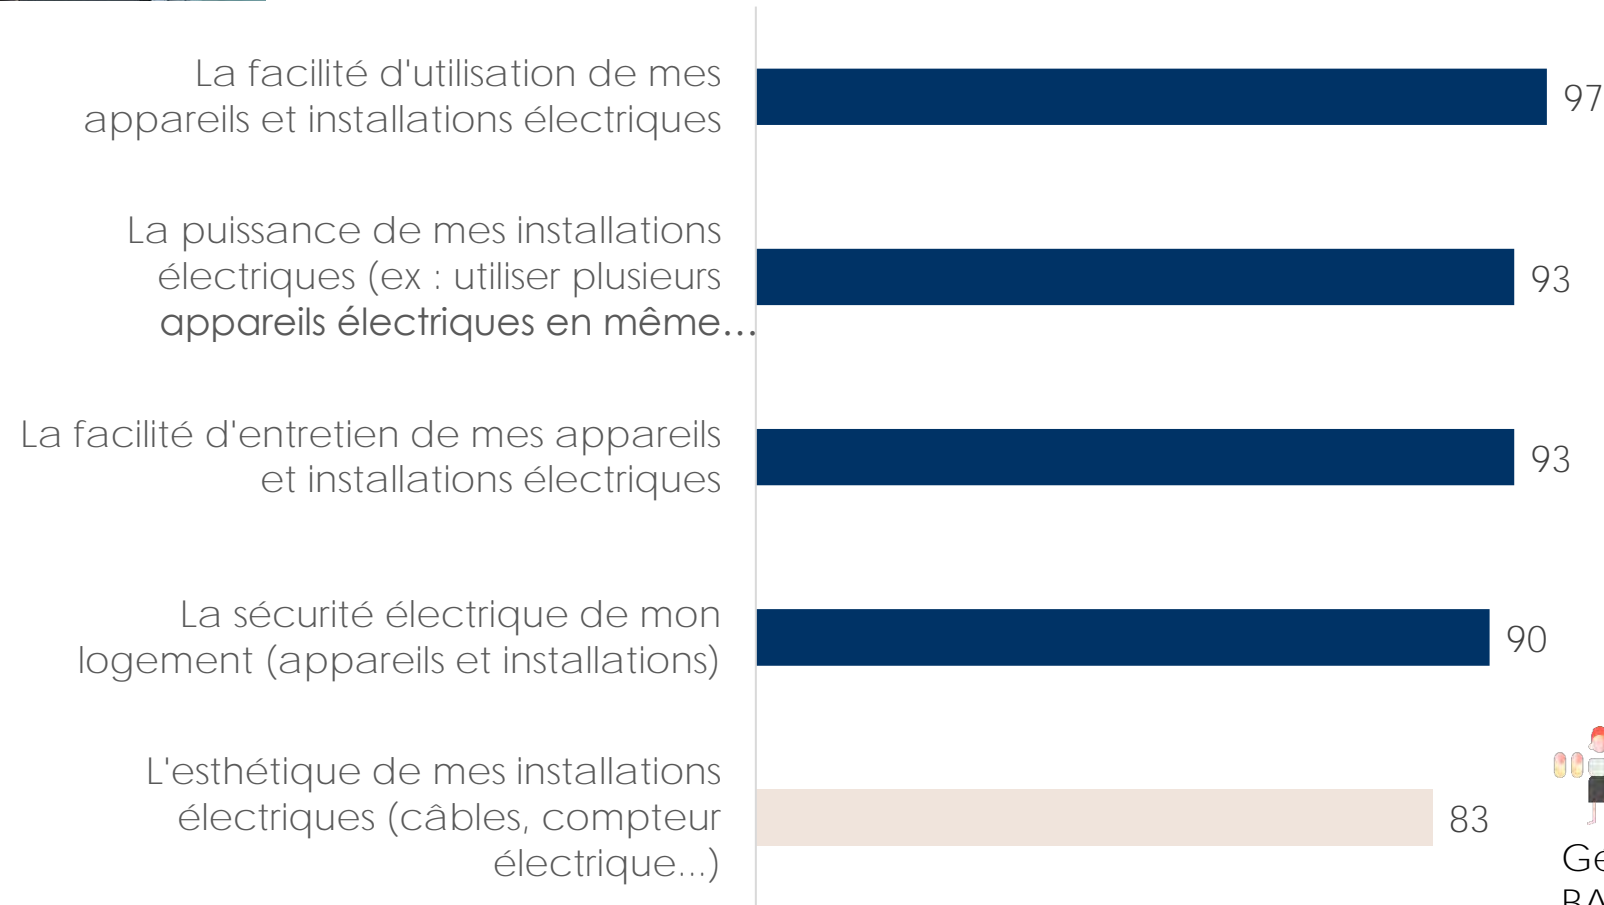 La facilité d'utilisation de mes
appareils et installations électriques
97
La puissance de mes installations
électriques (ex : utiliser plusieurs
appareils électriques en même...
93
La facilité d'entretien de mes appareils
et installations électriques
93
La sécurité électrique de mon
logement (appareils et installations)
90
L'esthétique de mes installations
électriques (câbles, compteur
électrique...)
83